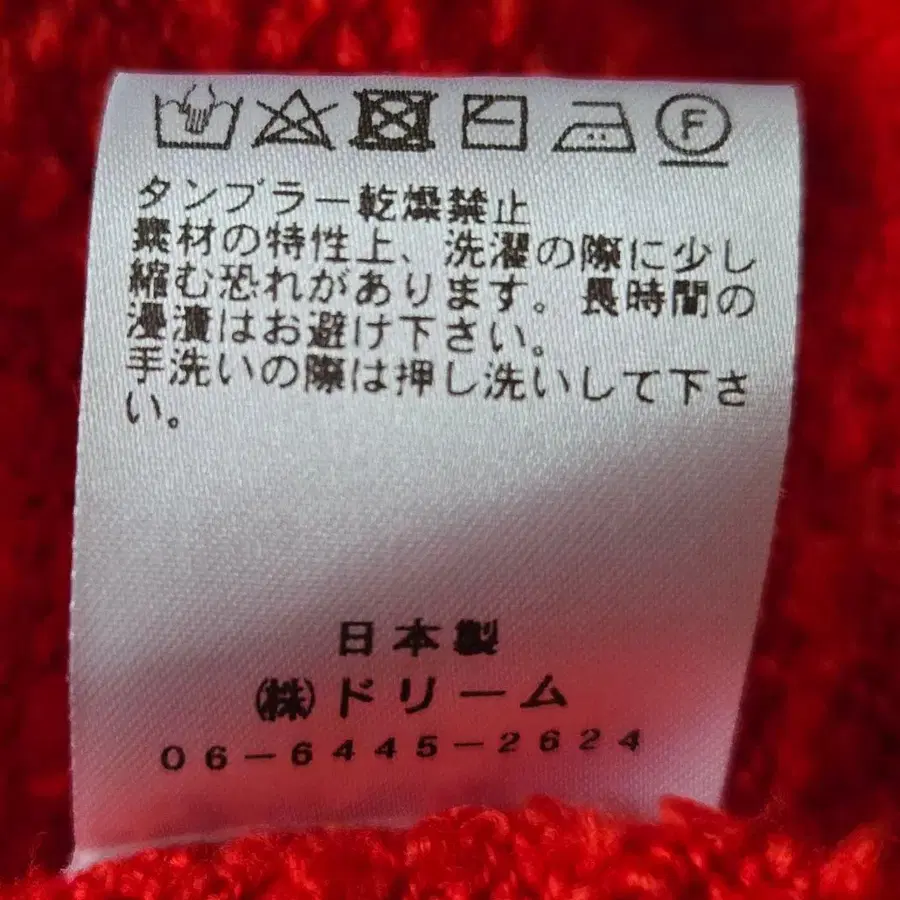 F
タンブラー乾燥禁止
素材の特性上、洗濯の際に少し
縮む恐れがあります。長時間の
浸漬はお避け下さい。
手洗いの際は押し洗いして下さ
い。
日本製
㈱ドリーム
06-6445-2624